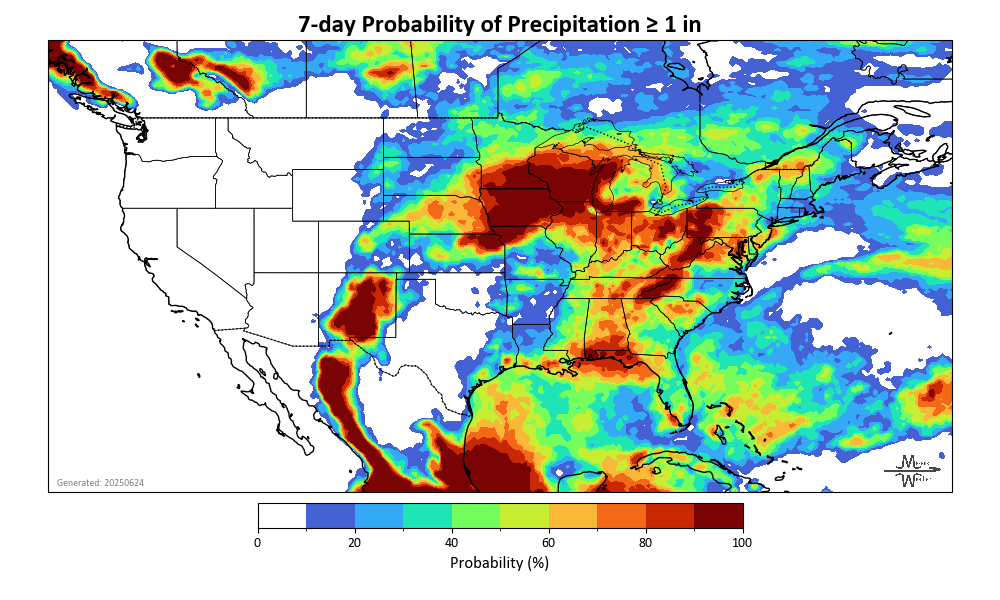 7-day Probability of Precipitation ≥ 1 in
Generated: 20250624
0 20 40 60 80 100
Probability (%)